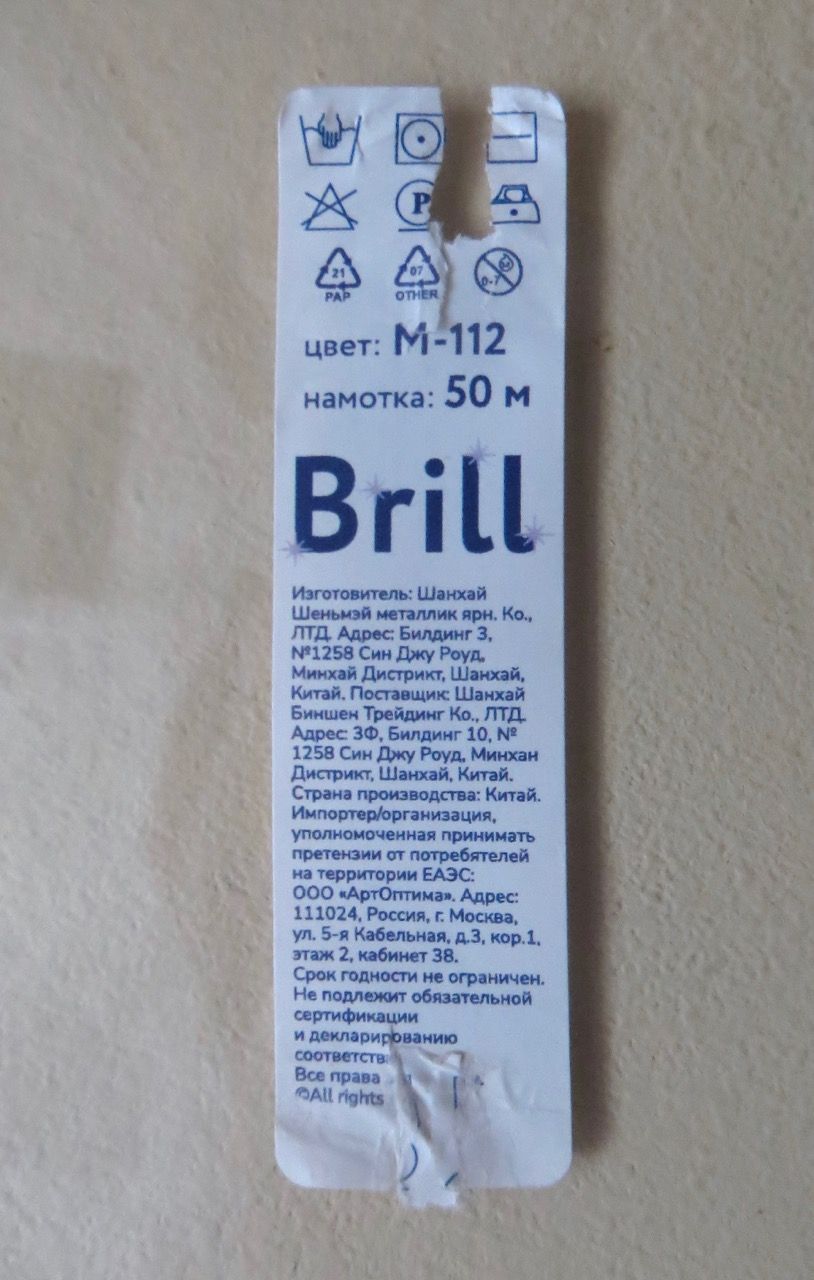 P
21
PAP
07
OTHER
0-7
цвет: М-112
намотка: 50 м
Brill
Изготовитель: Шанхай
Шеньмэй металлик ярн. Ко.,
ЛТД. Адрес: Билдинг 3,
№1258 Син Джу Роуд,
Минхай Дистрикт, Шанхай,
Китай. Поставщик: Шанхай
Биншен Трейдинг Ко., ЛТД.
Адрес: 3Ф, Билдинг 10, №
1258 Син Джу Роуд, Минхан
Дистрикт, Шанхай, Китай.
Страна производства: Китай.
Импортер/организация,
уполномоченная принимать
претензии от потребятелей
на территории ЕАЭС:
ООО «АртОптима». Адрес:
111024, Россия, г. Москва,
ул. 5-я Кабельная, д.3, кор.1,
этаж 2, кабинет 38.
Срок годности не ограничен.
Не подлежит обязательной
сертификации
и декларированию
Все права
©All rights